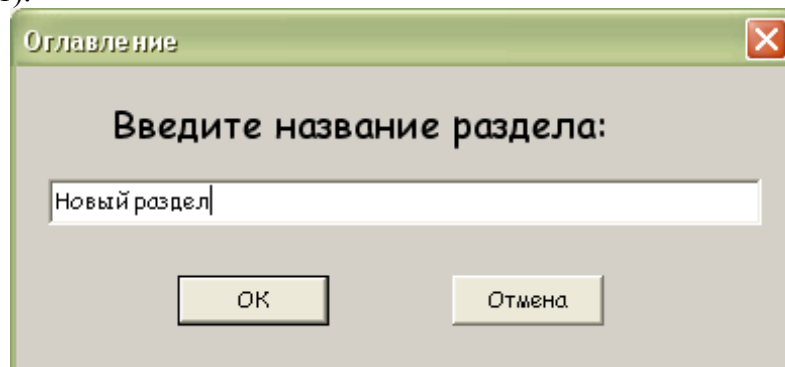 Оглавление
Введите название раздела:
Новый раздел
ОК
Отмена